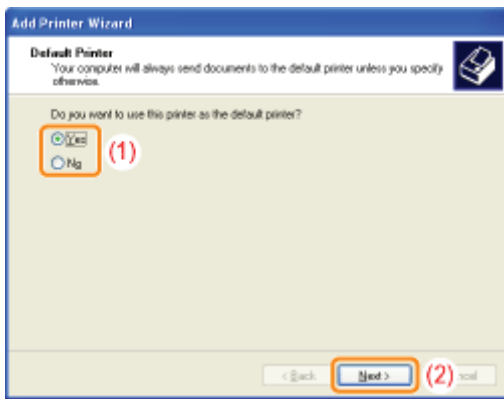 Add Printer Wizard
Default Printer
Your computer will always send documents to the default printer unless you specify
otherwise.
Do you want to use this printer as the default printer?
Yes
(1)
No
< Back
Next >
(2)